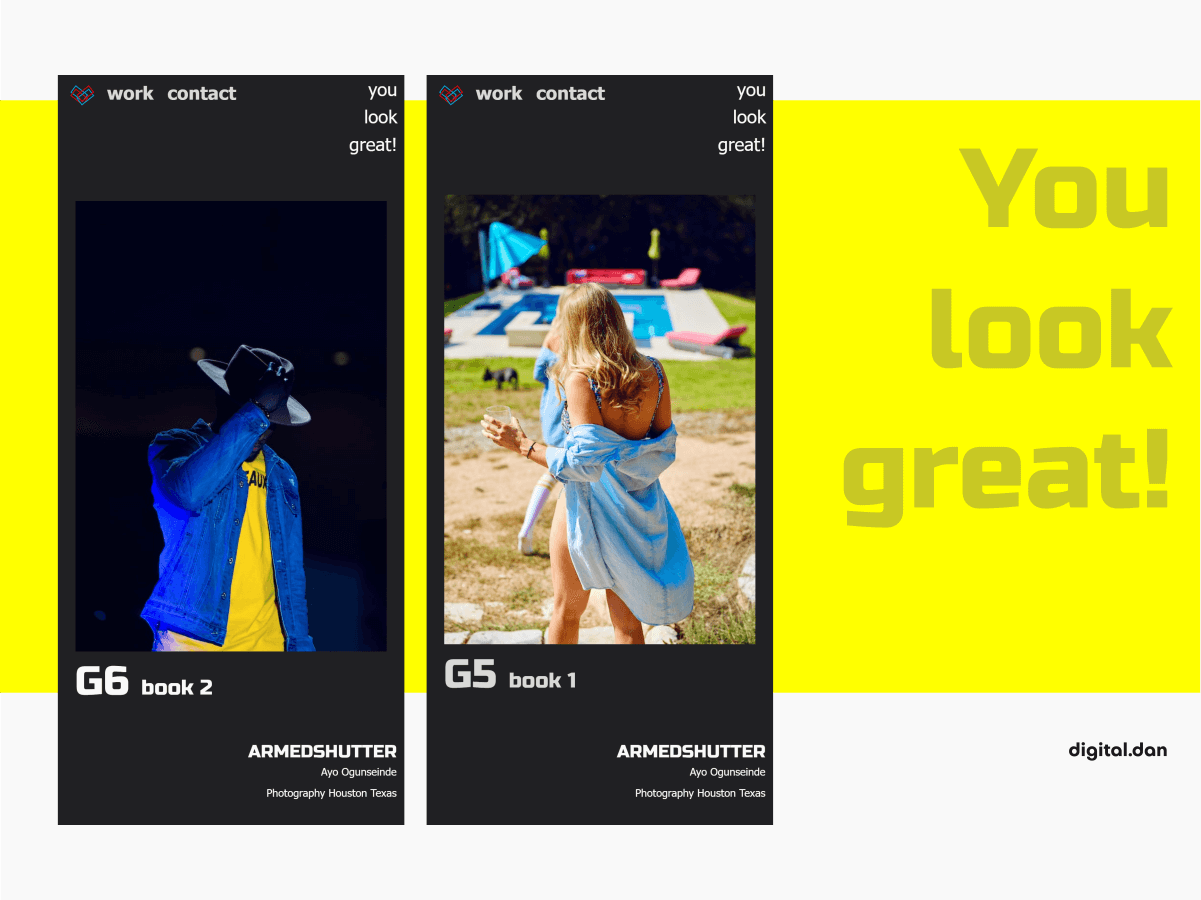 work contact
you
look
great!
EAUX
G6 book 2
ARMEDSHUTTER
Ayo Ogunseinde
Photography Houston Texas
work contact
you
look
great!
G5 book 1
ARMEDSHUTTER
Ayo Ogunseinde
Photography Houston Texas
You
look
great!
digital.dan